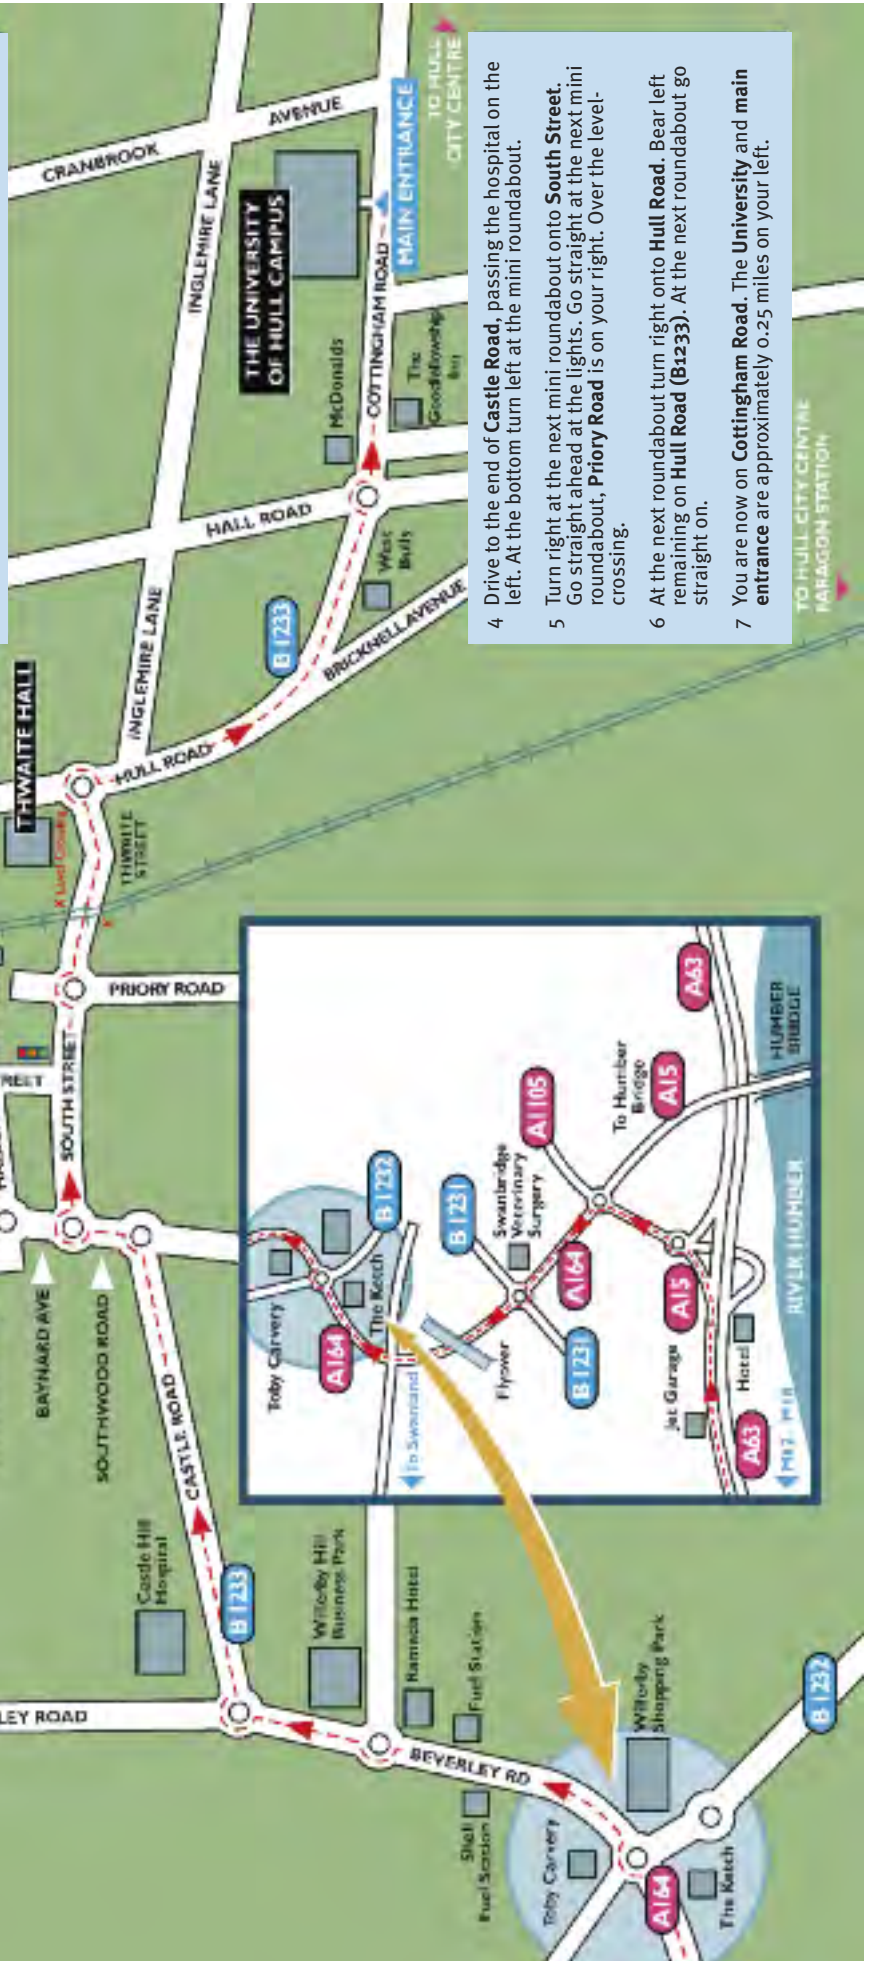 4 Drive to the end of Castle Road, passing the hospital on the
left. At the bottom turn left at the mini roundabout.
5 Turn right at the next mini roundabout onto South Street.
Go straight ahead at the lights. Go straight at the next mini
roundabout, Priory Road is on your right. Over the level-
crossing.
6 At the next roundabout turn right onto Hull Road. Bear left
remaining on Hull Road (B1233). At the next roundabout go
straight on.
7 You are now on Cottingham Road. The University and main
entrance are approximately 0.25 miles on your left.
CRANBROOK
AVENUE
INGLEMIRE LANE
THE UNIVERSITY
OF HULL CAMPUS
MAIN ENTRANCE
TO HULL
CITY CENTRE
COTTINGHAM ROAD
McDonalds
The
Goodfellowship
Inn
HALL ROAD
West
Bulls
BRICKNELL AVENUE
B1233
INGLEMIRE LANE
THWAITE HALL
HULL ROAD
THWAITE
STREET
X Level Crossing
X
TO HULL CITY CENTRE
PARAGON STATION
PRIORY ROAD
REET
SOUTH STREET
BAYNARD AVE
SOUTHWOOD ROAD
CASTLE ROAD
Castle Hill
Hospital
B1233
Willerby Hill
Business Park
Ramada Hotel
Fuel Station
LEY ROAD
BEVERLEY RD
Shell
Fuel Station
Toby Carvery
Willerby
Shopping Park
B1232
The Ketch
A164
Toby Carvery
B1232
The Ketch
A164
To Swanland
Flyover
B1231
Swanbridge
Veterinary
Surgery
A1105
A164
B1231
To Humber
Bridge
A15
A63
HUMBER
BRIDGE
RIVER HUMBER
A15
Jet Garage
Hotel
A63
M62 M18